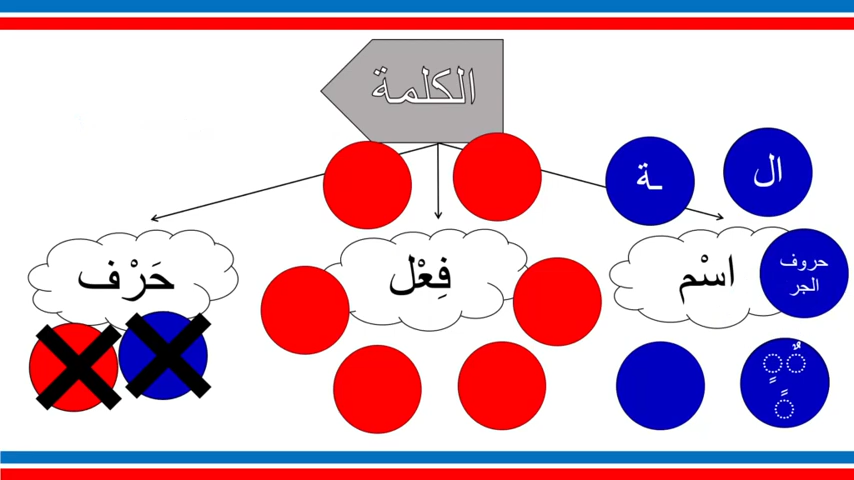 الكلمة
ال
ـة
اسْم
فِعْل
حَرْف
حروف
الجر
ٌ ٍ
ً